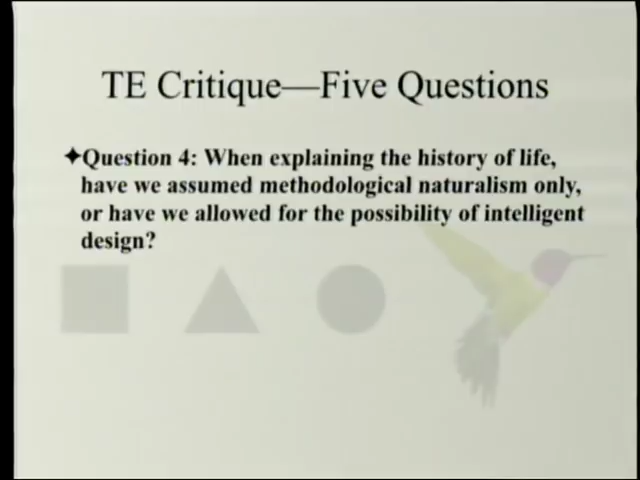 TE Critique—Five Questions
✦Question 4: When explaining the history of life,
have we assumed methodological naturalism only,
or have we allowed for the possibility of intelligent
design?